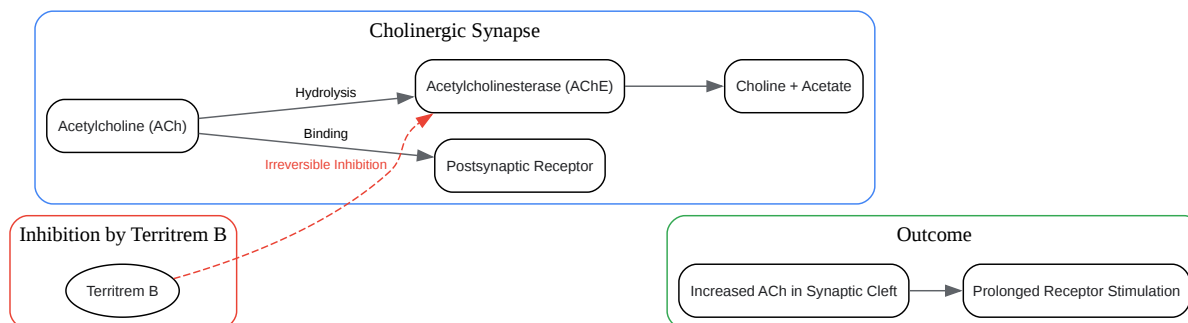 Cholinergic Synapse
Acetylcholine (ACh)
Hydrolysis
Binding
Irreversible Inhibition
Acetylcholinesterase (AChE)
Choline + Acetate
Postsynaptic Receptor
Inhibition by Territrem B
Territrem B
Outcome
Increased ACh in Synaptic Cleft
Prolonged Receptor Stimulation